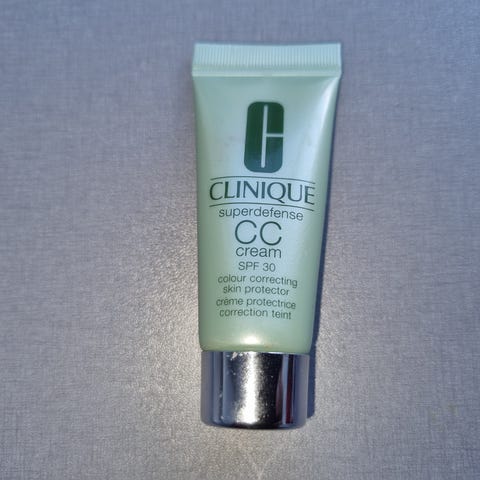 C
CLINIQUE
superdefense
CC
cream
SPF 30
colour correcting
skin protector
crème protectrice
correction teint